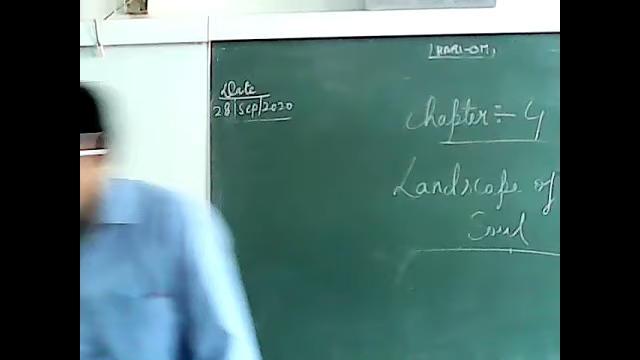 Date
28|Sep|2020
Chapter:- 4
Landscape of
Soul